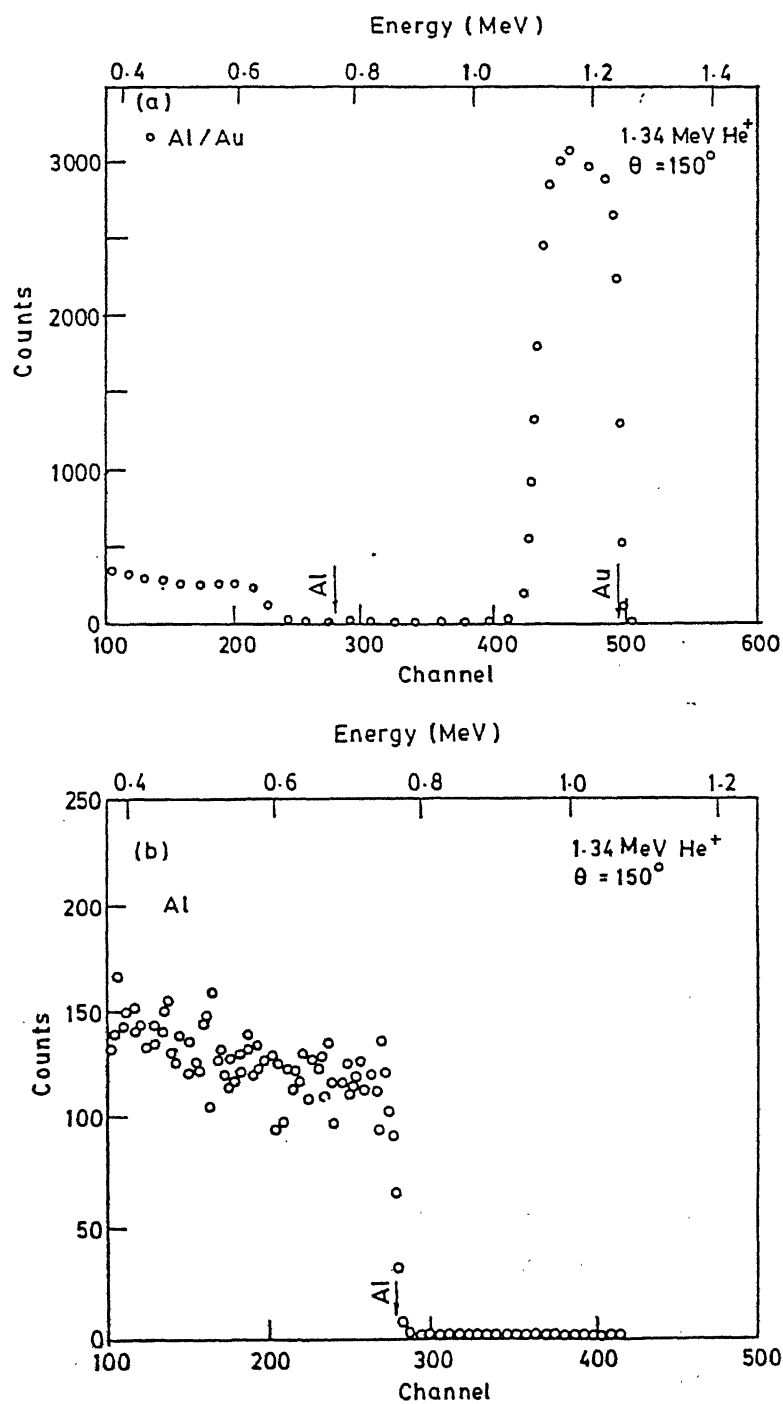 Energy (MeV)
0.4 0.6 0.8 1.0 1.2 1.4
(a)
o Al/Au
1.34 MeV He+
θ = 150°
3000
2000
1000
0
Counts
Al
Au
100 200 300 400 500 600
Channel
Energy (MeV)
0.4 0.6 0.8 1.0 1.2
250
(b)
1.34 MeV He+
θ = 150°
Al
200
150
100
50
0
Counts
Al
100 200 300 400 500
Channel